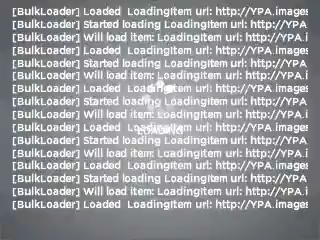 [BulkLoader] Loaded LoadingItem url: http://YPA.images
[BulkLoader] Started loading LoadingItem url: http://YPA
[BulkLoader] Will load item: LoadingItem url: http://YPA.i
[BulkLoader] Loaded LoadingItem url: http://YPA.images
[BulkLoader] Started loading LoadingItem url: http://YPA
[BulkLoader] Will load item: LoadingItem url: http://YPA.i
[BulkLoader] Loaded LoadingItem url: http://YPA.images
[BulkLoader] Started loading LoadingItem url: http://YPA
[BulkLoader] Will load item: LoadingItem url: http://YPA.i
[BulkLoader] Loaded LoadingItem url: http://YPA.images
LOADING
[BulkLoader] Started loading LoadingItem url: http://YPA
[BulkLoader] Will load item: LoadingItem url: http://YPA.i
[BulkLoader] Loaded LoadingItem url: http://YPA.images
[BulkLoader] Started loading LoadingItem url: http://YPA
[BulkLoader] Will load item: LoadingItem url: http://YPA.i
[BulkLoader] Loaded LoadingItem url: http://YPA.images